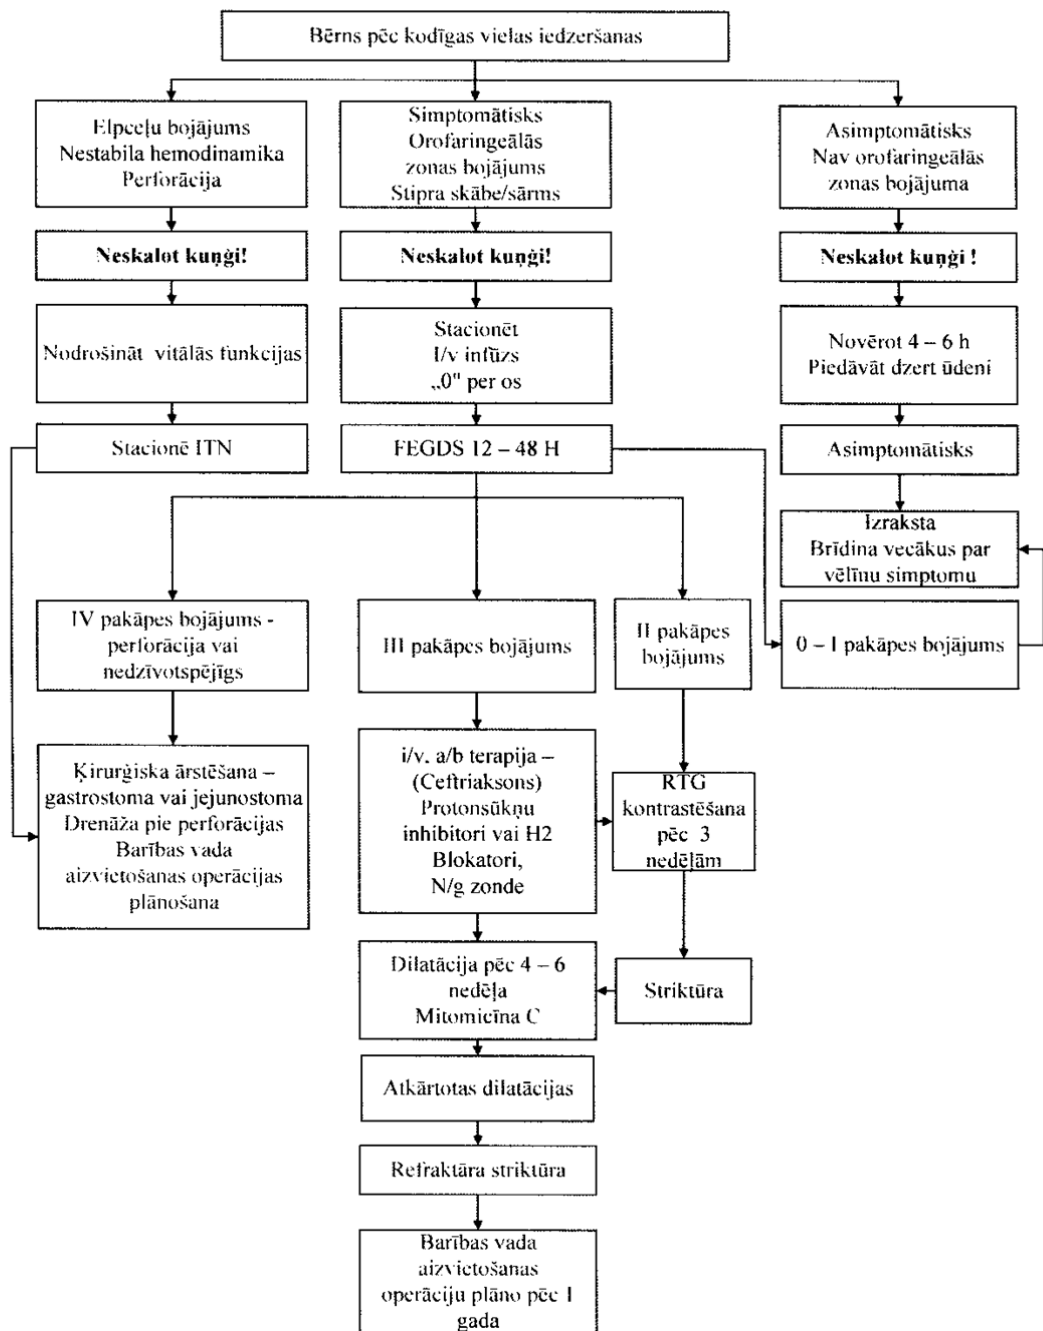 Bērns pēc kodīgas vielas iedzeršanas
Elpceļu bojājums
Nestabila hemodinamika
Perforācija
Simptomātisks
Orofaringeālās
zonas bojājums
Stipra skābe/sārms
Asimptomātisks
Nav orofaringeālās
zonas bojājuma
Neskalot kuņģi!
Neskalot kuņģi!
Neskalot kuņģi !
Nodrošināt vitālās funkcijas
Stacionēt
I/v infūzs
„0" per os
Novērot 4 – 6 h
Piedāvāt dzert ūdeni
Stacionē ITN
FEGDS 12 – 48 H
Asimptomātisks
Izraksta
Brīdina vecākus par
vēlīnu simptomu
IV pakāpes bojājums -
perforācija vai
nedzīvotspējīgs
III pakāpes bojājums
II pakāpes
bojājums
0 – I pakāpes bojājums
Ķirurģiska ārstēšana –
gastrostoma vai jejunostoma
Drenāža pie perforācijas
Barības vada
aizvietošanas operācijas
plānošana
i/v. a/b terapija –
(Ceftriaksons)
Protonsūkņu
inhibitori vai H2
Blokatori,
N/g zonde
RTG
kontrastēšana
pēc 3
nedēļām
Dilatācija pēc 4 – 6
nedēļa
Mitomicīna C
Striktūra
Atkārtotas dilatācijas
Refraktāra striktūra
Barības vada
aizvietošanas
operāciju plāno pēc 1
gada